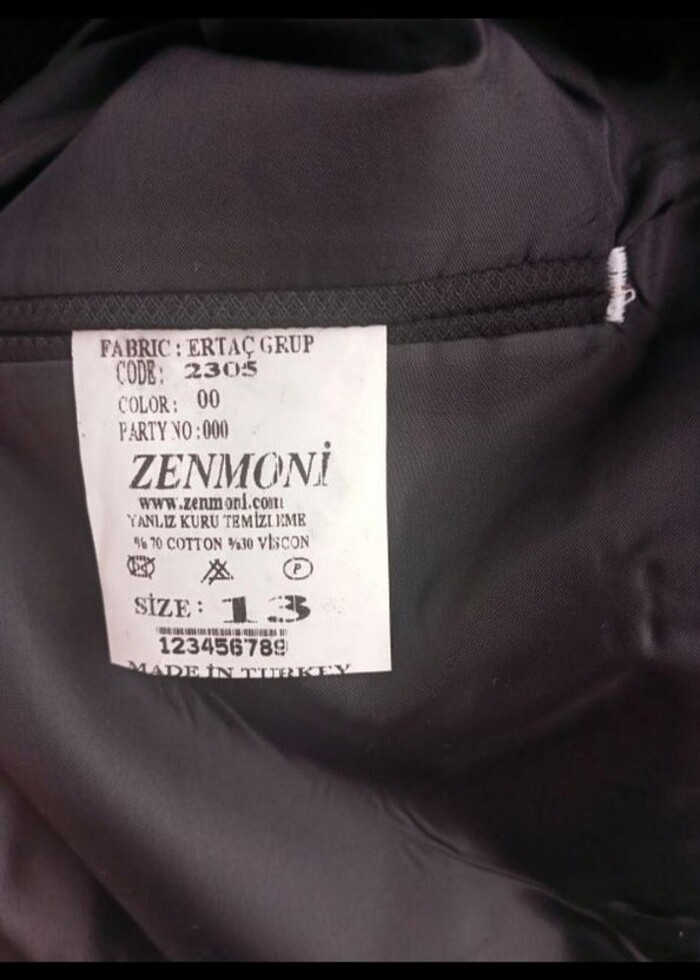 FABRIC : ERTAÇ GRUP
CODE: 2305
COLOR: 00
PARTY NO :000
ZENMONİ
www.zenmoni.com
YANLIZ KURU TEMİZLEME
% 70 COTTON %30 VİSCON
P
SİZE: 13
123456789
MADE İN TURKEY